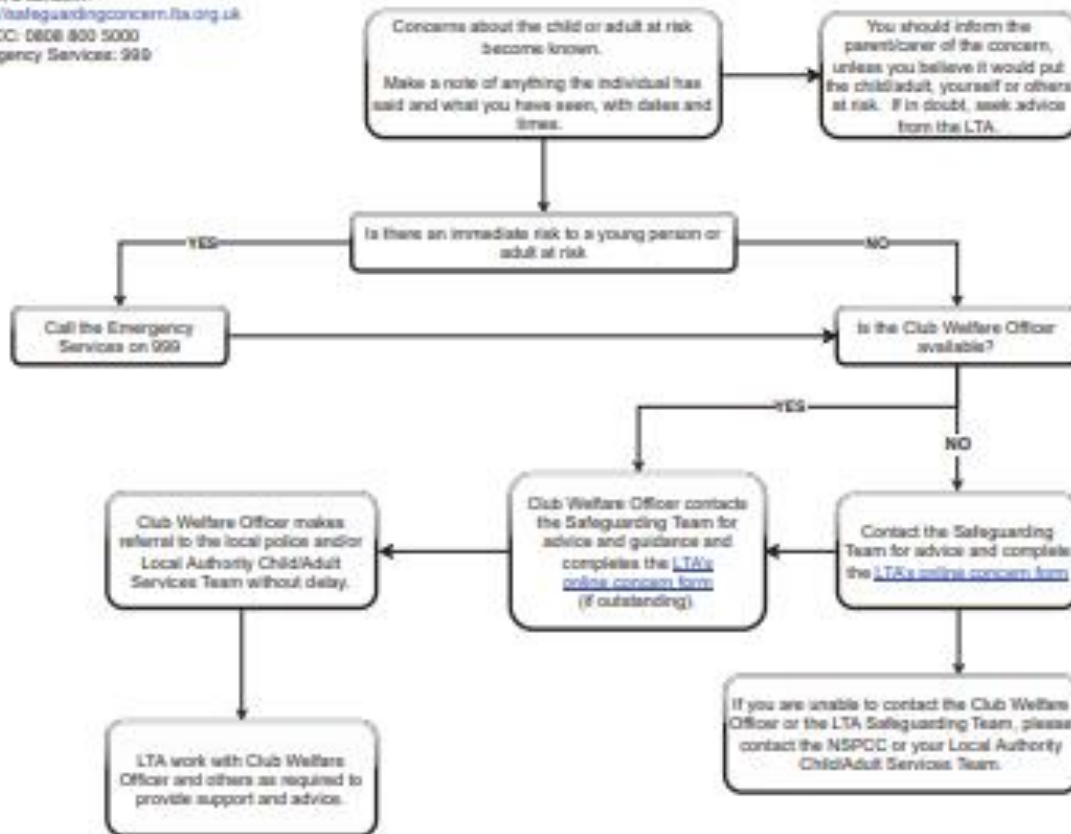 safeguardingconcern.lta.org.uk
CC: 0808 800 5000
gency Services: 999
Concerns about the child or adult at risk
become known.
Make a note of anything the individual has
said and what you have seen, with dates and
times.
You should inform the
parent/carer of the concern,
unless you believe it would put
the child/adult, yourself or others
at risk. If in doubt, seek advice
from the LTA.
Is there an immediate risk to a young person or
adult at risk
YES
NO
Call the Emergency
Services on 999
Is the Club Welfare Officer
available?
YES
NO
Club Welfare Officer makes
referral to the local police and/or
Local Authority Child/Adult
Services Team without delay.
Club Welfare Officer contacts
the Safeguarding Team for
advice and guidance and
completes the LTA's
online concern form
(if outstanding).
Contact the Safeguarding
Team for advice and complete
the LTA's online concern form
If you are unable to contact the Club Welfare
Officer or the LTA Safeguarding Team, please
contact the NSPCC or your Local Authority
Child/Adult Services Team.
LTA work with Club Welfare
Officer and others as required to
provide support and advice.